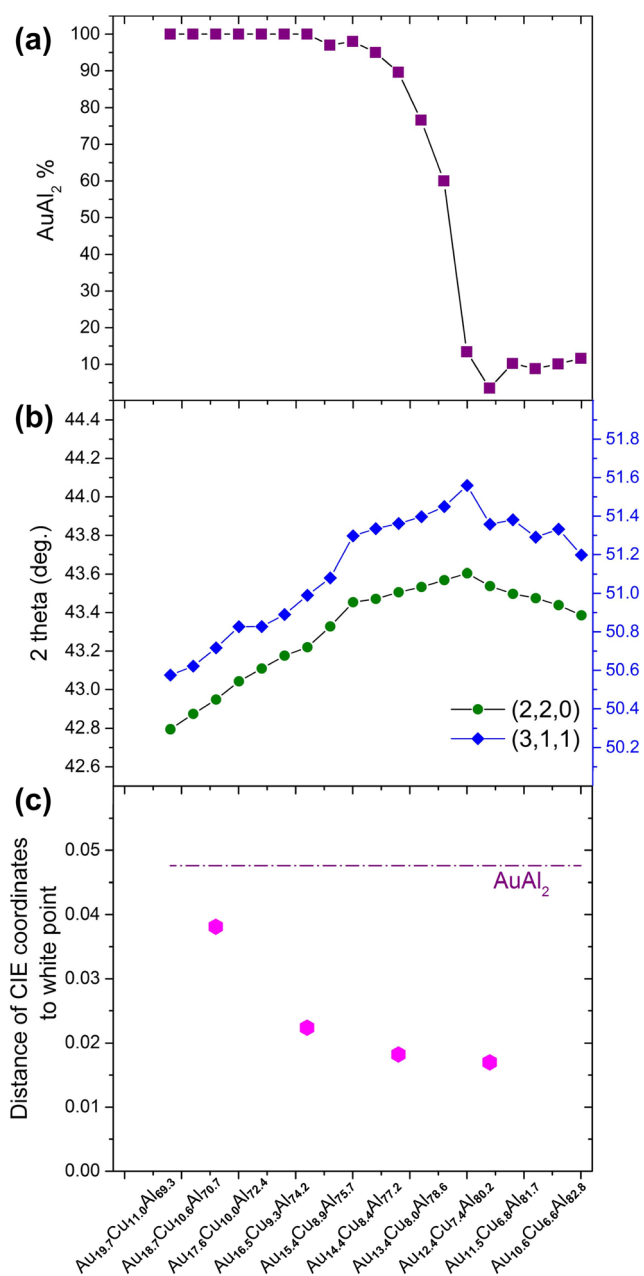 (a)
100
90
80
70
60
50
40
30
20
10
AuAl₂ %
(b)
44.4
44.2
44.0
43.8
43.6
43.4
43.2
43.0
42.8
42.6
2 theta (deg.)
51.8
51.6
51.4
51.2
51.0
50.8
50.6
50.4
50.2
(2,2,0)
(3,1,1)
(c)
0.05
0.04
0.03
0.02
0.01
0.00
Distance of CIE coordinates
to white point
AuAl₂
Au₁₉.₇Cu₁₁.₀Al₆₉.₃
Au₁₈.₇Cu₁₀.₆Al₇₀.₇
Au₁₇.₆Cu₁₀.₀Al₇₂.₄
Au₁₆.₅Cu₉.₃Al₇₄.₂
Au₁₅.₄Cu₈.₉Al₇₅.₇
Au₁₄.₄Cu₈.₄Al₇₇.₂
Au₁₃.₄Cu₈.₀Al₇₈.₆
Au₁₂.₄Cu₇.₄Al₈₀.₂
Au₁₁.₅Cu₆.₈Al₈₁.₇
Au₁₀.₆Cu₆.₆Al₈₂.₈